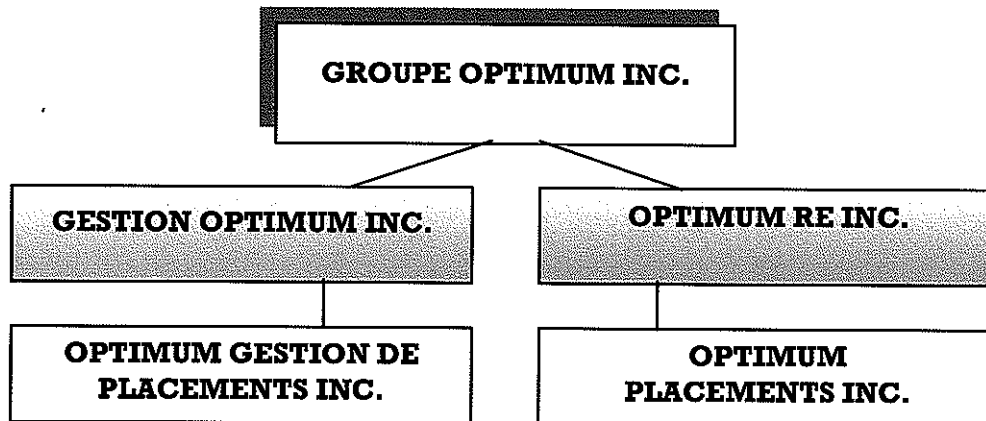 GROUPE OPTIMUM INC.
GESTION OPTIMUM INC.
OPTIMUM RE INC.
OPTIMUM GESTION DE
PLACEMENTS INC.
OPTIMUM
PLACEMENTS INC.